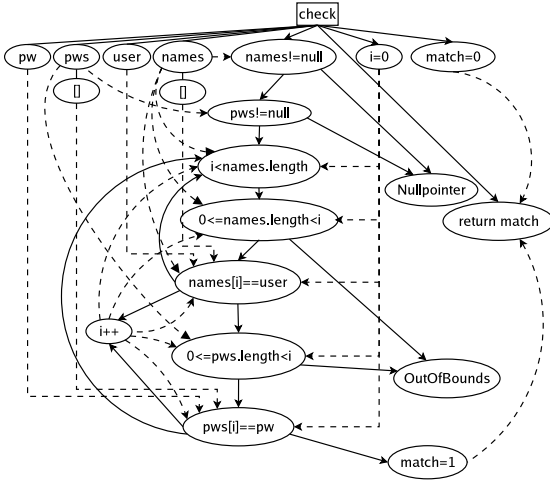 check
pw
pws
user
names
names!=null
i=0
match=0
[]
[]
pws!=null
i<names.length
Nullpointer
0<=names.length<i
return match
names[i]==user
i++
0<=pws.length<i
OutOfBounds
pws[i]==pw
match=1